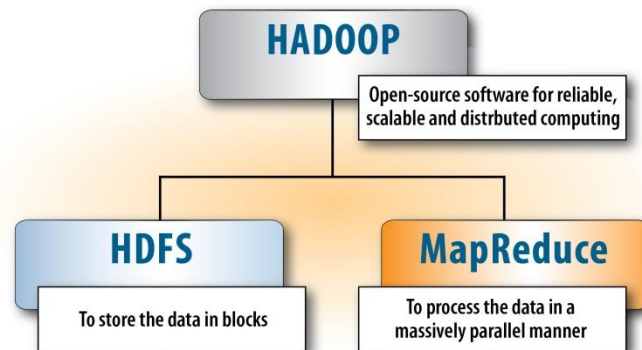 HADOOP
Open-source software for reliable,
scalable and distrbuted computing
HDFS
MapReduce
To store the data in blocks
To process the data in a
massively parallel manner